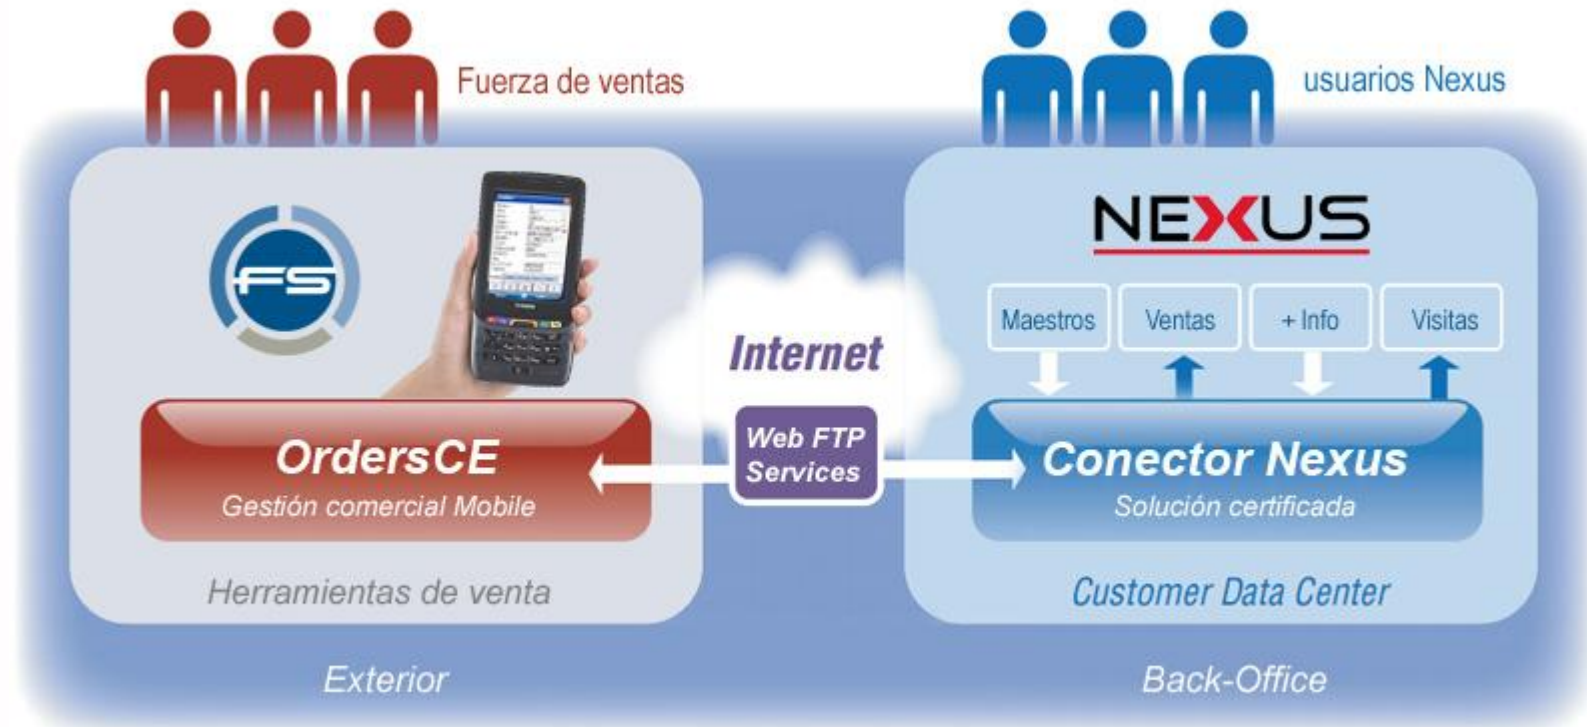 Fuerza de ventas
usuarios Nexus
FS
NEXUS
Maestros
Ventas
+ Info
Visitas
Internet
Web FTP
Services
OrdersCE
Gestión comercial Mobile
Conector Nexus
Solución certificada
Herramientas de venta
Customer Data Center
Exterior
Back-Office